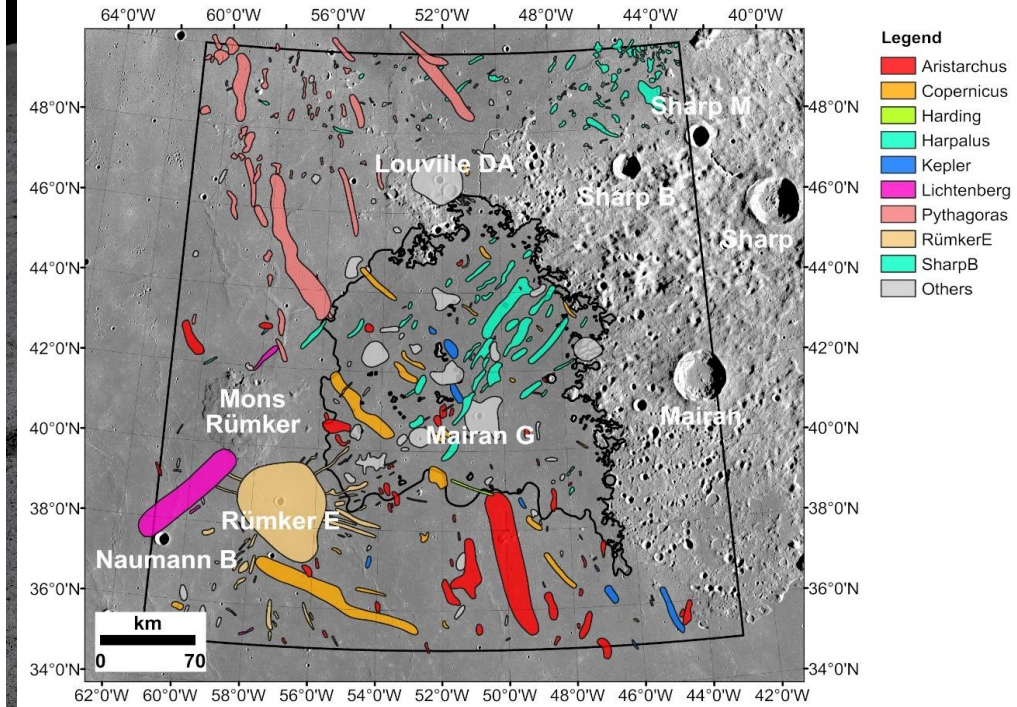 64°0'W 60°0'W 56°0'W 52°0'W 48°0'W 44°0'W 40°0'W
48°0'N
46°0'N
44°0'N
42°0'N
40°0'N
38°0'N
36°0'N
34°0'N
Sharp M
Louville DA
Sharp B
Sharp
Mons
Rümker
Mairan
Mairan G
Rümker E
Naumann B
km
0 70
48°0'N
46°0'N
44°0'N
42°0'N
40°0'N
38°0'N
36°0'N
34°0'N
62°0'W 60°0'W 58°0'W 56°0'W 54°0'W 52°0'W 50°0'W 48°0'W 46°0'W 44°0'W 42°0'W
Legend
Aristarchus
Copernicus
Harding
Harpalus
Kepler
Lichtenberg
Pythagoras
RümkerE
SharpB
Others